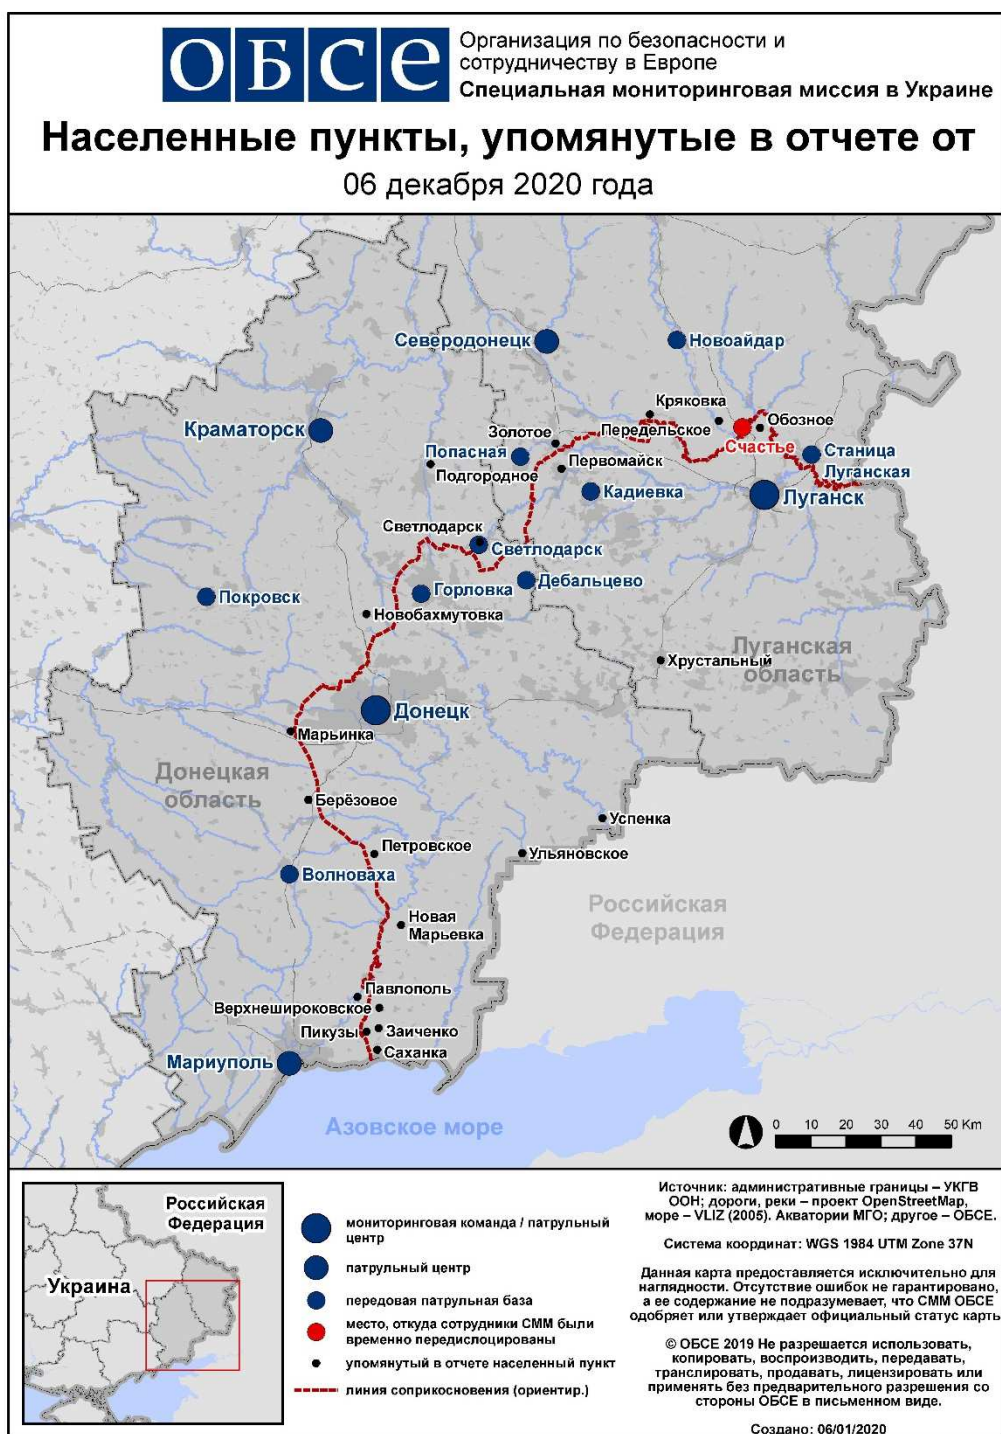 ОБСЕ
Организация по безопасности и
сотрудничеству в Европе
Специальная мониторинговая миссия в Украине
Населенные пункты, упомянутые в отчете от
06 декабря 2020 года
Северодонецк
Новоайдар
Кряковка
Обозное
Передельское
Краматорск
Золотое
Счастье
Попасная
Станица
Луганская
Первомайск
Подгородное
Кадиевка
Луганск
Светлодарск
Светлодарск
Дебальцево
Горловка
Покровск
Новобахмутовка
Луганская
область
Хрустальный
Донецк
Марьинка
Донецкая
область
Берёзовое
Успенка
Петровское
Ульяновское
Волноваха
Российская
Федерация
Новая
Марьевка
Павлополь
Верхнешироковское
Пикузы
Заиченко
Саханка
Мариуполь
Азовское море
0 10 20 30 40 50 Km
Российская
Федерация
Украина
мониторинговая команда / патрульный
центр
патрульный центр
передовая патрульная база
место, откуда сотрудники СММ были
временно передислоцированы
упомянутый в отчете населенный пункт
линия соприкосновения (ориентир.)
Источник: административные границы – УКГВ
ООН; дороги, реки – проект OpenStreetMap,
море – VLIZ (2005). Акватории МГО; другое – ОБСЕ.
Система координат: WGS 1984 UTM Zone 37N
Данная карта предоставляется исключительно для
наглядности. Отсутствие ошибок не гарантировано,
а ее содержание не подразумевает, что СММ ОБСЕ
одобряет или утверждает официальный статус карты
© ОБСЕ 2019 Не разрешается использовать,
копировать, воспроизводить, передавать,
транслировать, продавать, лицензировать или
применять без предварительного разрешения со
стороны ОБСЕ в письменном виде.
Создано: 06/01/2020